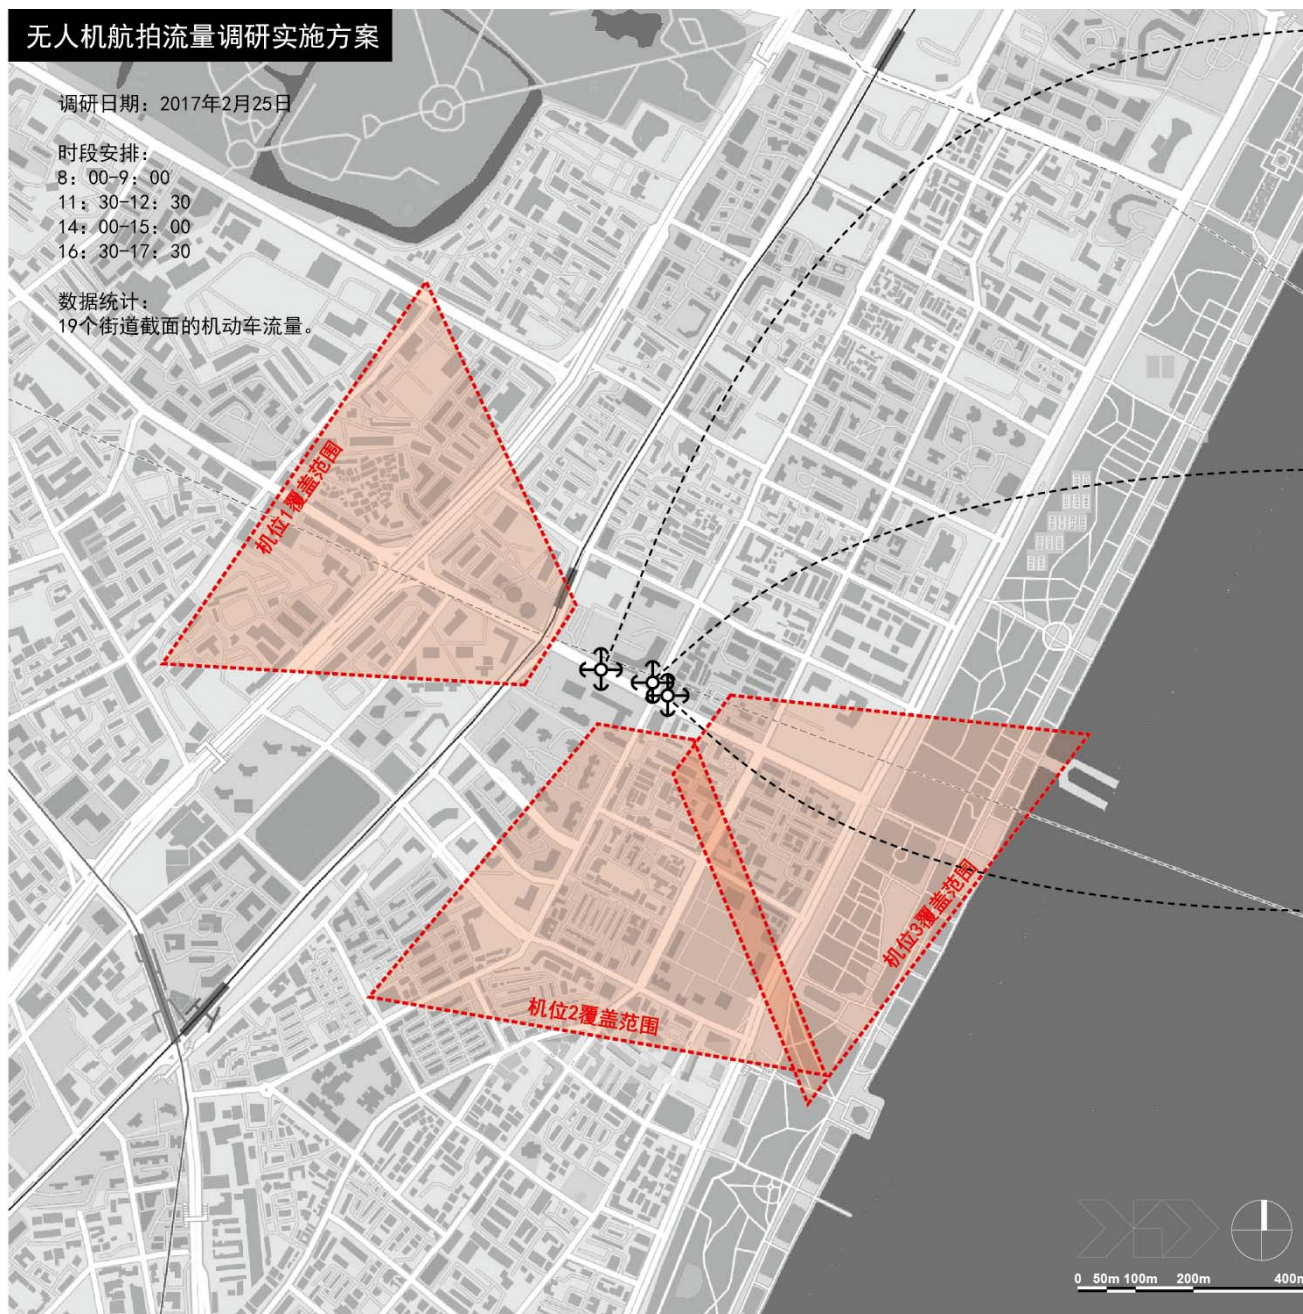 无人机航拍流量调研实施方案
调研日期：2017年2月25日
时段安排：
8：00-9：00
11：30-12：30
14：00-15：00
16：30-17：30
数据统计：
19个街道截面的机动车流量。
机位1覆盖范围
机位2覆盖范围
机位3覆盖范围
0 50m 100m 200m 400m